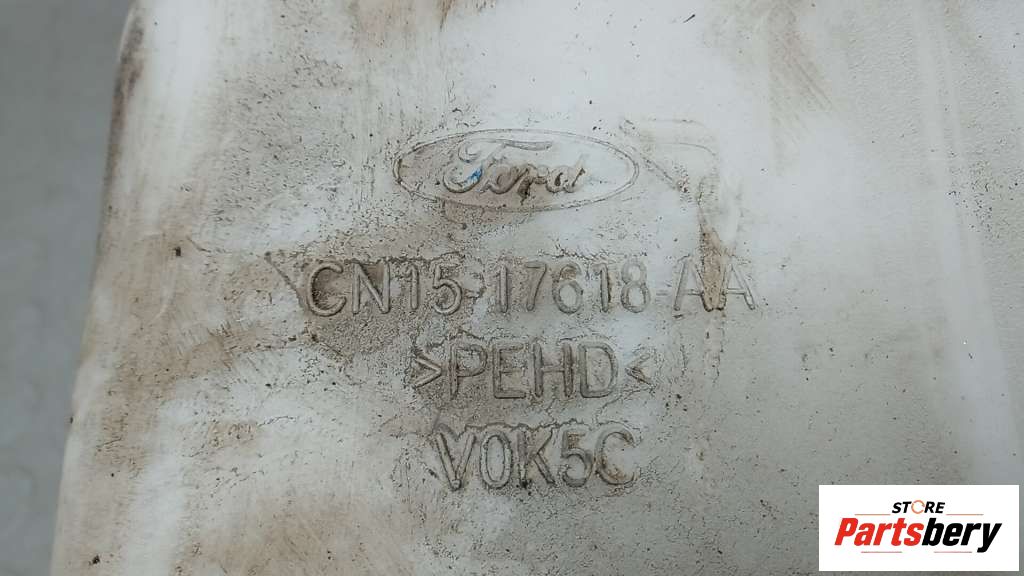 Ford
CN15-17618-AA
>PEHD<
V0K5C
STORE
Partsbery